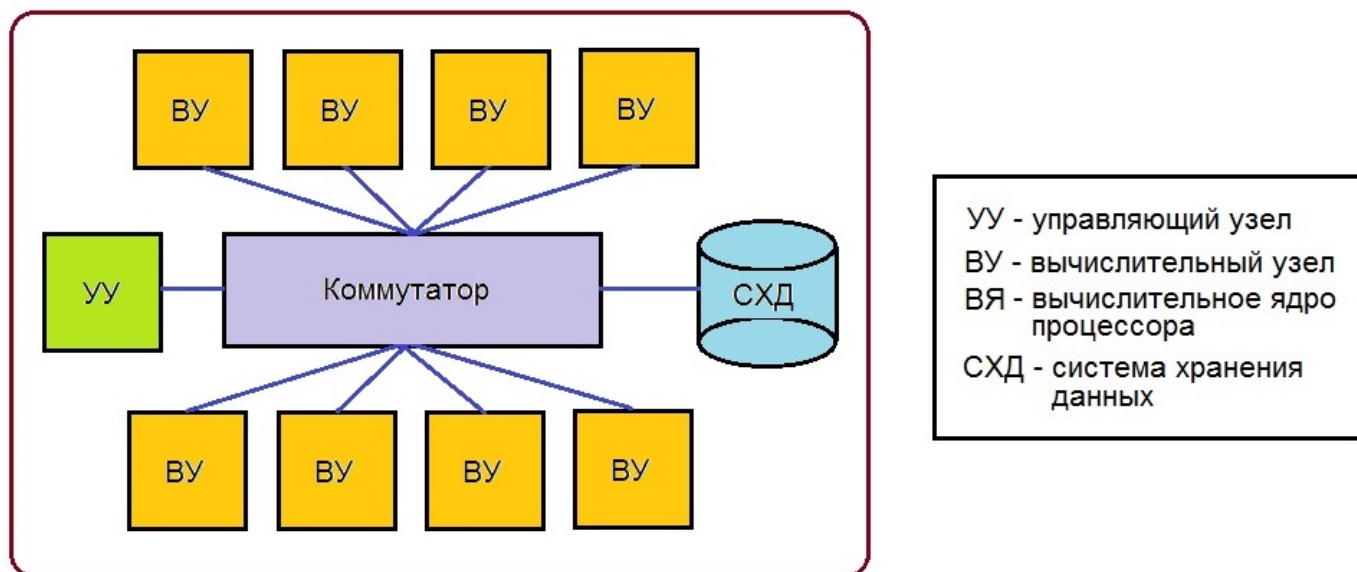 ВУ ВУ ВУ ВУ
УУ Коммутатор СХД
ВУ ВУ ВУ ВУ
УУ - управляющий узел
ВУ - вычислительный узел
ВЯ - вычислительное ядро
процессора
СХД - система хранения
данных